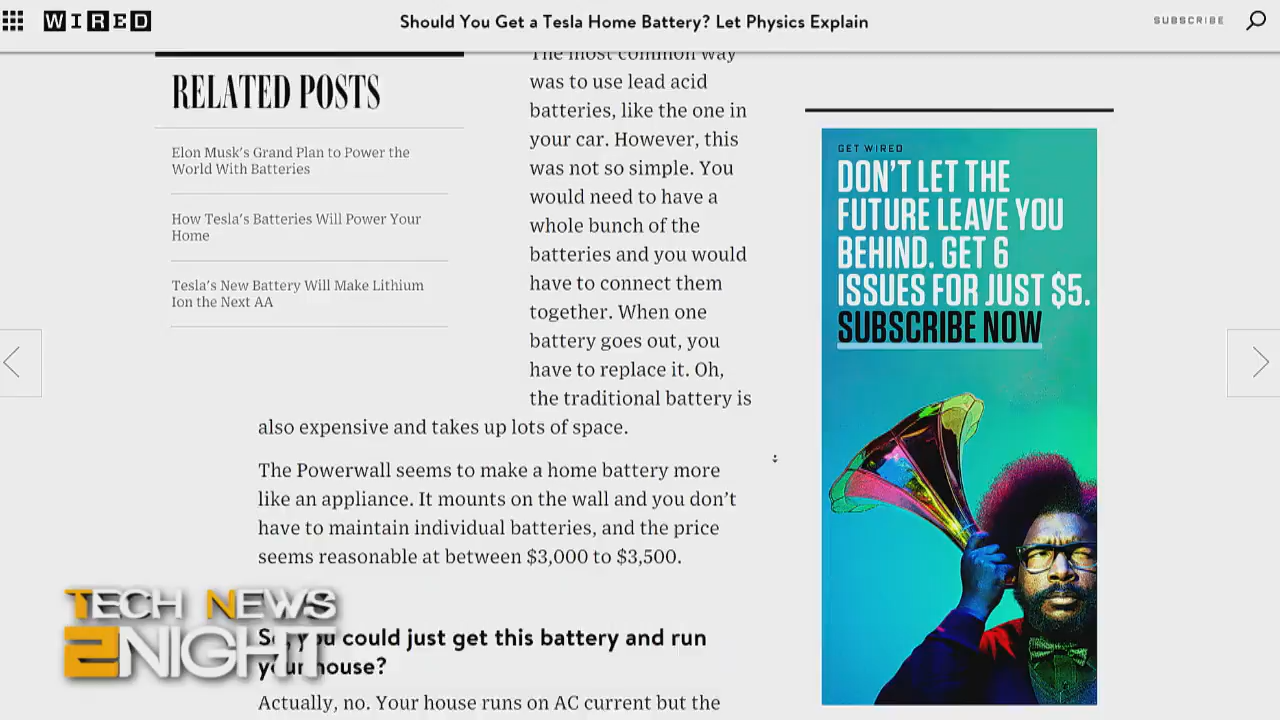 WIRED
Should You Get a Tesla Home Battery? Let Physics Explain
SUBSCRIBE
RELATED POSTS
Elon Musk's Grand Plan to Power the
World With Batteries
How Tesla's Batteries Will Power Your
Home
Tesla's New Battery Will Make Lithium
Ion the Next AA
The most common way
was to use lead acid
batteries, like the one in
your car. However, this
was not so simple. You
would need to have a
whole bunch of the
batteries and you would
have to connect them
together. When one
battery goes out, you
have to replace it. Oh,
the traditional battery is
also expensive and takes up lots of space.
The Powerwall seems to make a home battery more
like an appliance. It mounts on the wall and you don't
have to maintain individual batteries, and the price
seems reasonable at between $3,000 to $3,500.
So, you could just get this battery and run
your house?
Actually, no. Your house runs on AC current but the
GET WIRED
DON'T LET THE
FUTURE LEAVE YOU
BEHIND. GET 6
ISSUES FOR JUST $5.
SUBSCRIBE NOW
TECH NEWS
2NIGHT